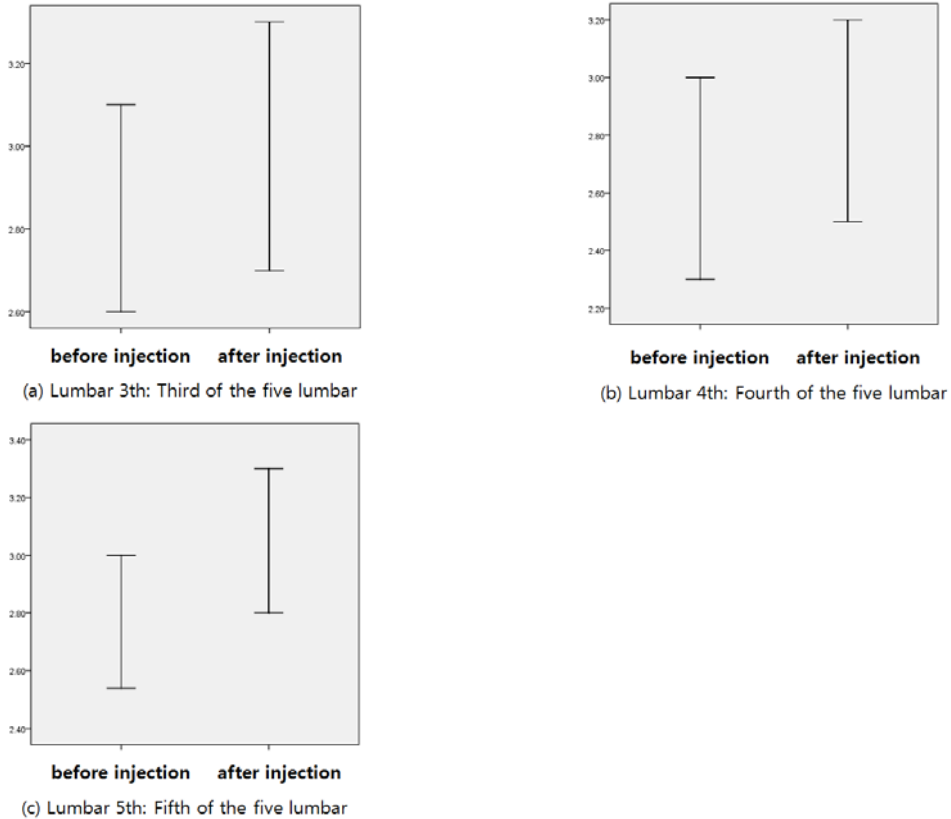 3.20
3.00
2.80
2.60
before injection after injection
(a) Lumbar 3th: Third of the five lumbar
3.20
3.00
2.80
2.60
2.40
2.20
before injection after injection
(b) Lumbar 4th: Fourth of the five lumbar
3.40
3.20
3.00
2.80
2.60
2.40
before injection after injection
(c) Lumbar 5th: Fifth of the five lumbar